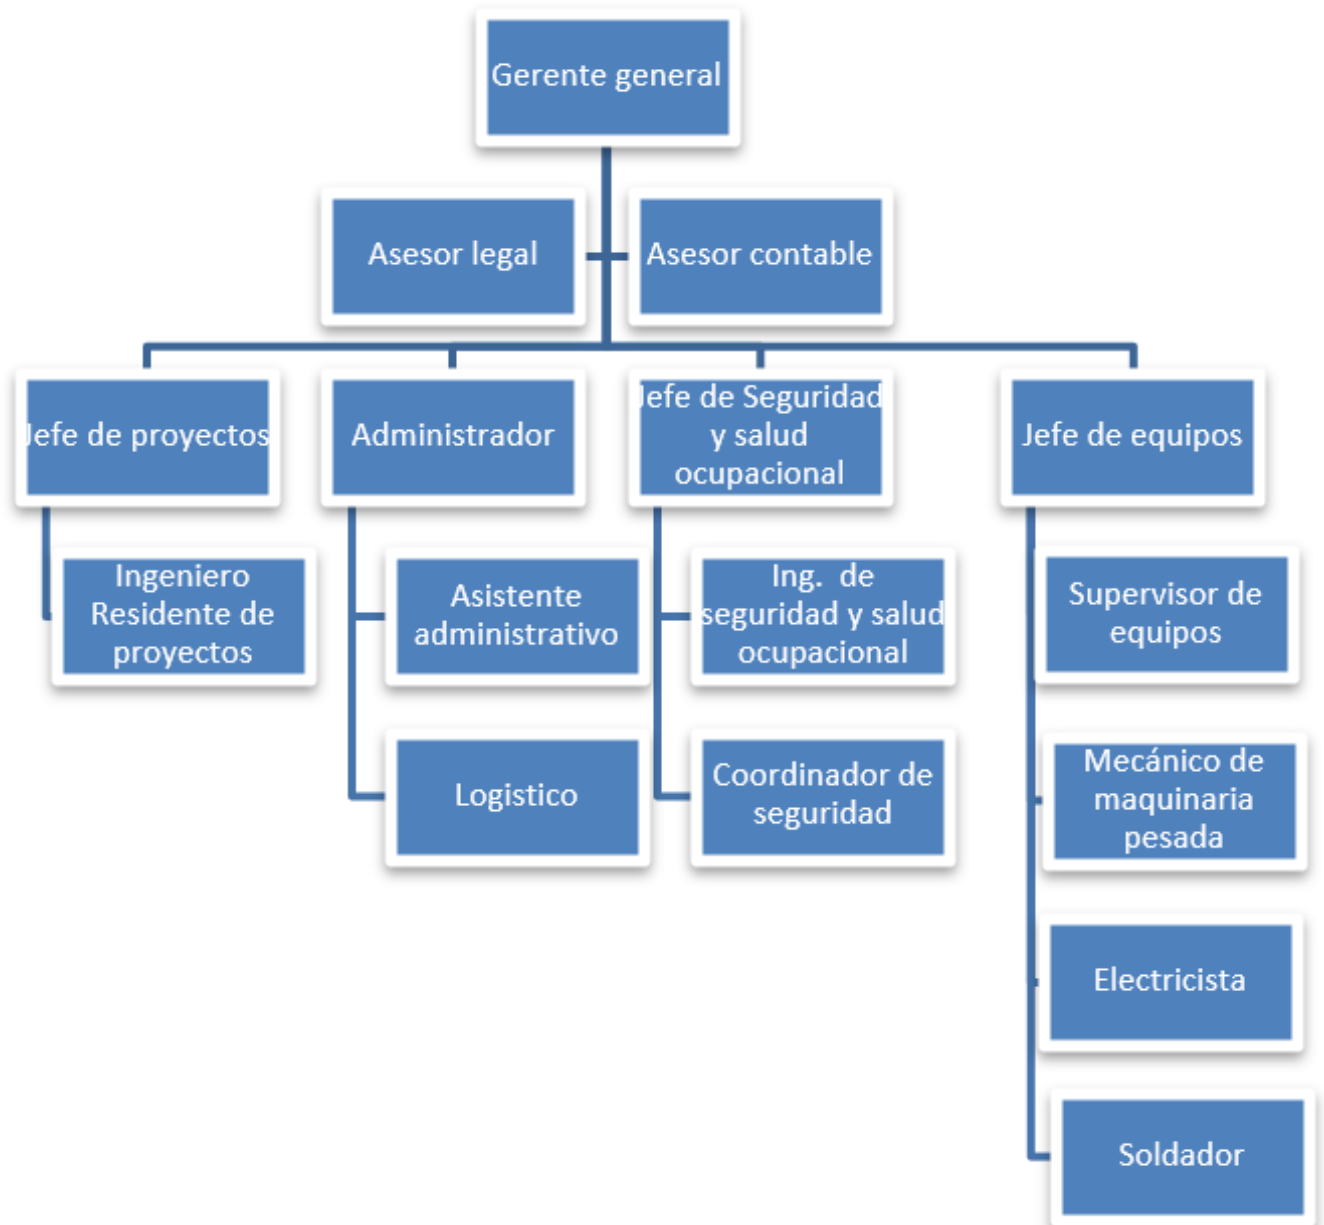 Gerente general
Asesor legal
Asesor contable
Jefe de proyectos
Administrador
Jefe de Seguridad
y salud
ocupacional
Jefe de equipos
Ingeniero
Residente de
proyectos
Asistente
administrativo
Ing.  de
seguridad y salud
ocupacional
Supervisor de
equipos
Logistico
Coordinador de
seguridad
Mecánico de
maquinaria
pesada
Electricista
Soldador